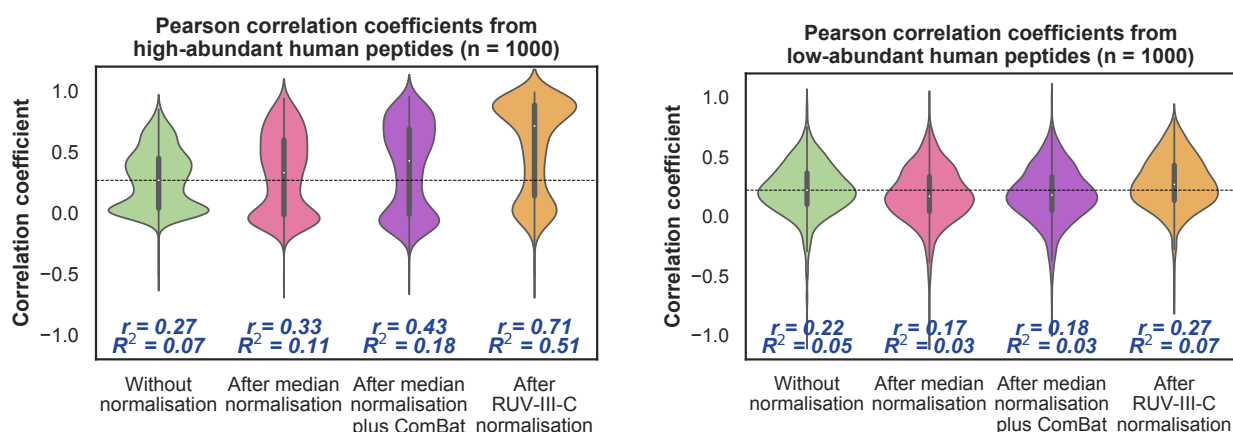 Pearson correlation coefficients from
high-abundant human peptides (n = 1000)
Correlation coefficient
1.0
0.5
0.0
−0.5
−1.0
r = 0.27
R² = 0.07
r = 0.33
R² = 0.11
r = 0.43
R² = 0.18
r = 0.71
R² = 0.51
Without
normalisation
After median
normalisation
After median
normalisation
plus ComBat
After
RUV-III-C
normalisation
Pearson correlation coefficients from
low-abundant human peptides (n = 1000)
Correlation coefficient
1.0
0.5
0.0
−0.5
−1.0
r = 0.22
R² = 0.05
r = 0.17
R² = 0.03
r = 0.18
R² = 0.03
r = 0.27
R² = 0.07
Without
normalisation
After median
normalisation
After median
normalisation
plus ComBat
After
RUV-III-C
normalisation